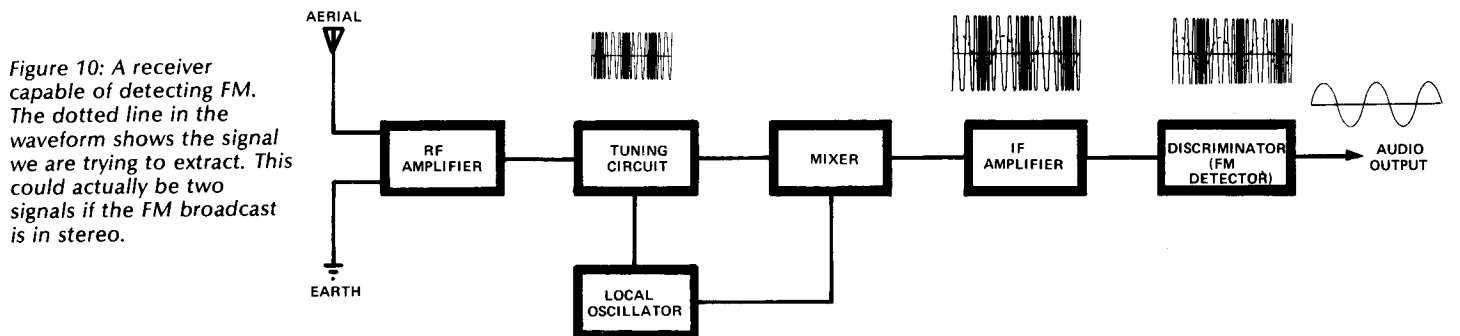 Figure 10: A receiver
capable of detecting FM.
The dotted line in the
waveform shows the signal
we are trying to extract. This
could actually be two
signals if the FM broadcast
is in stereo.
AERIAL
EARTH
RF
AMPLIFIER
TUNING
CIRCUIT
LOCAL
OSCILLATOR
MIXER
IF
AMPLIFIER
DISCRIMINATOR
(FM
DETECTOR)
AUDIO
OUTPUT